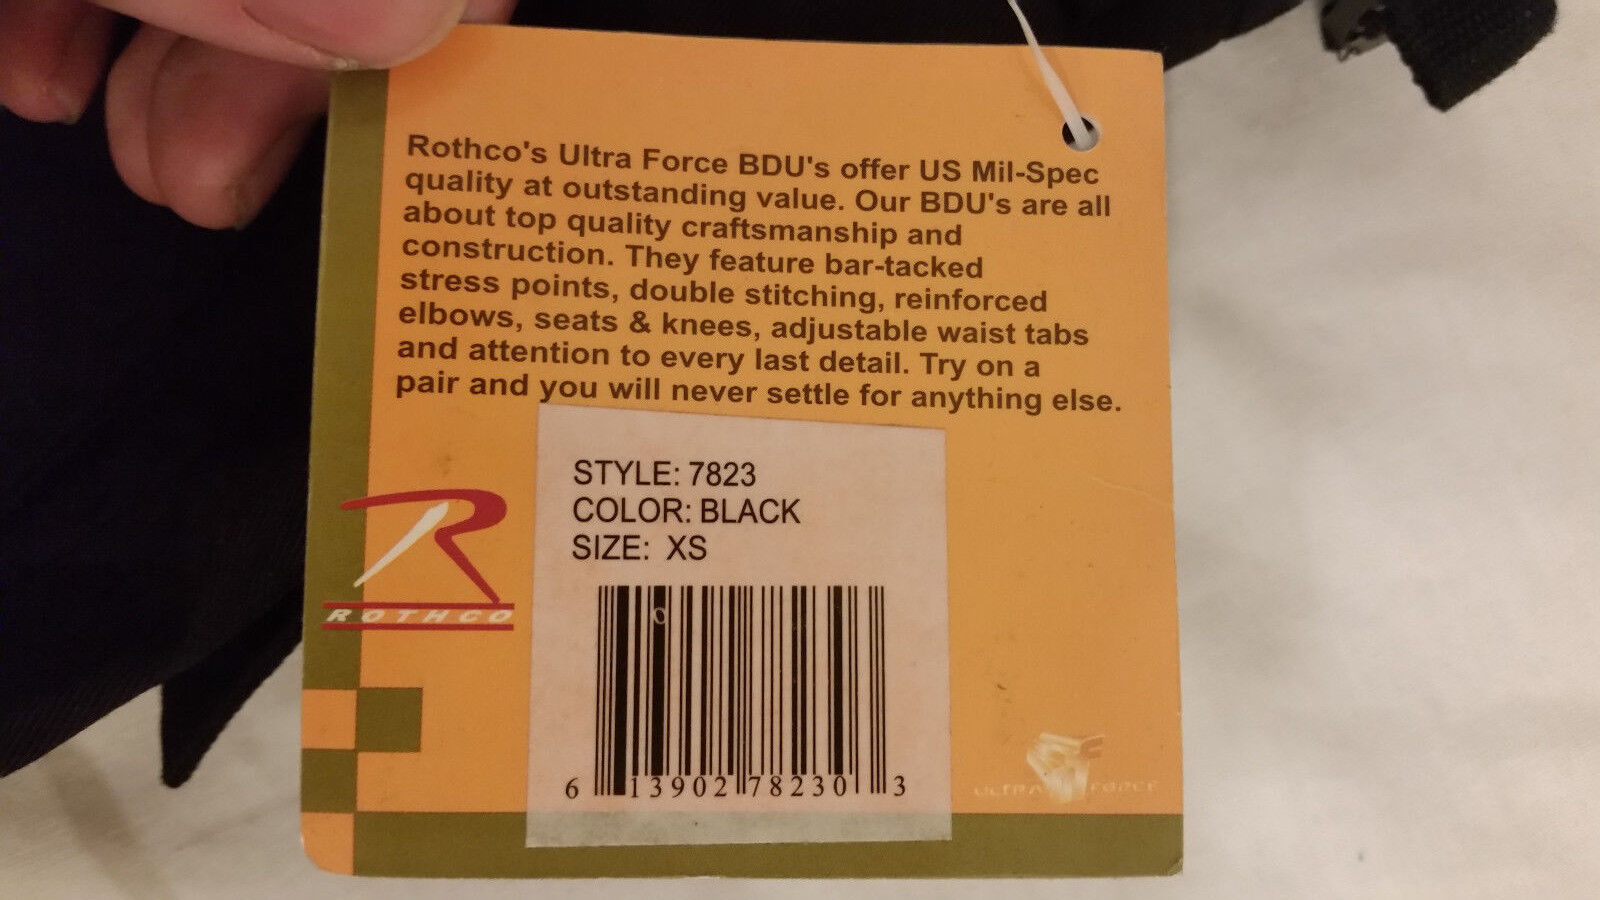 Rothco's Ultra Force BDU's offer US Mil-Spec
quality at outstanding value. Our BDU's are all
about top quality craftsmanship and
construction. They feature bar-tacked
stress points, double stitching, reinforced
elbows, seats & knees, adjustable waist tabs
and attention to every last detail. Try on a
pair and you will never settle for anything else.
STYLE: 7823
COLOR: BLACK
SIZE: XS
R
ROTHCO
0
6 13902 78230 3
ULTRA FORCE